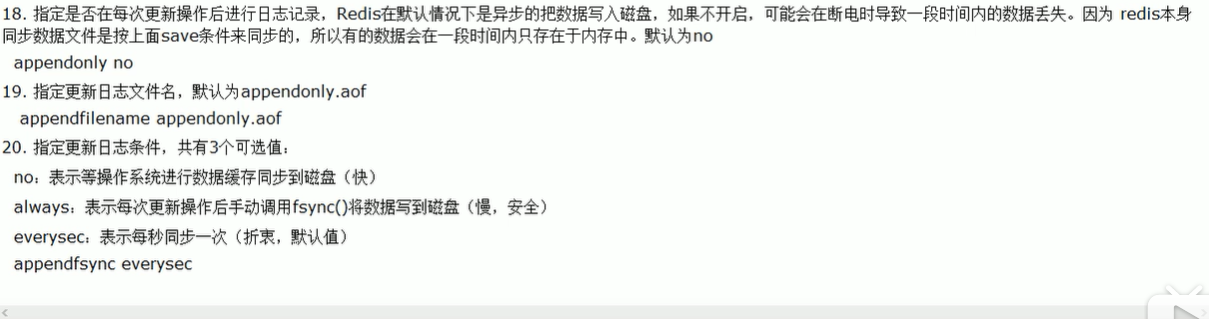 18. 指定是否在每次更新操作后进行日志记录，Redis在默认情况下是异步的把数据写入磁盘，如果不开启，可能会在断电时导致一段时间内的数据丢失。因为 redis本身
同步数据文件是按上面save条件来同步的，所以有的数据会在一段时间内只存在于内存中。默认为no
appendonly no
19. 指定更新日志文件名，默认为appendonly.aof
appendfilename appendonly.aof
20. 指定更新日志条件，共有3个可选值：
no：表示等操作系统进行数据缓存同步到磁盘（快）
always：表示每次更新操作后手动调用fsync()将数据写到磁盘（慢，安全）
everysec：表示每秒同步一次（折衷，默认值）
appendfsync everysec